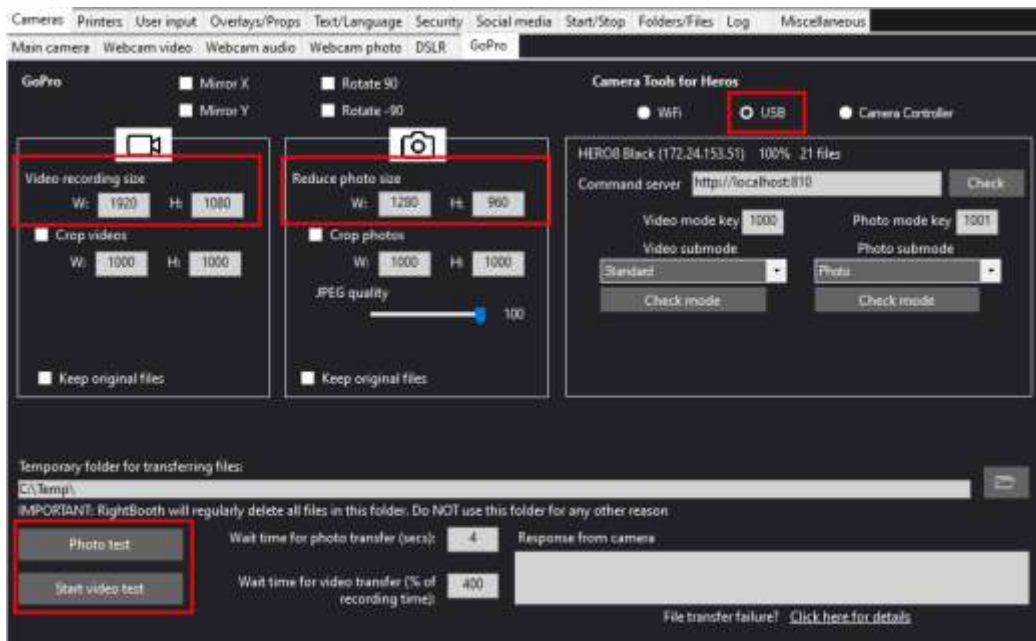 Cameras Printers User input Overlays/Props Text/Language Security Social media Start/Stop Folders/Files Log Miscellaneous
Main camera Webcam video Webcam audio Webcam photo DSLR GoPro
GoPro Mirror X Rotate 90 Camera Tools for Heros
Mirror Y Rotate -90 WiFi USB Camera Controller
HERO8 Black (172.24.153.51) 100% 21 files
Video recording size Reduce photo size Command server http://localhost:810 Check
W: 1920 H: 1080 W: 1280 H: 960
Video mode key 1000 Photo mode key 1001
Crop videos Crop photos Video submode Photo submode
W: 1000 H: 1000 W: 1000 H: 1000 Standard Photo
JPEG quality Check mode Check mode
100
Keep original files Keep original files
Temporary folder for transferring files:
C:\Temp\
IMPORTANT: RightBooth will regularly delete all files in this folder. Do NOT use this folder for any other reason
Photo test Wait time for photo transfer (secs): 4 Response from camera
Start video test Wait time for video transfer (% of 400
recording time):
File transfer failure? Click here for details